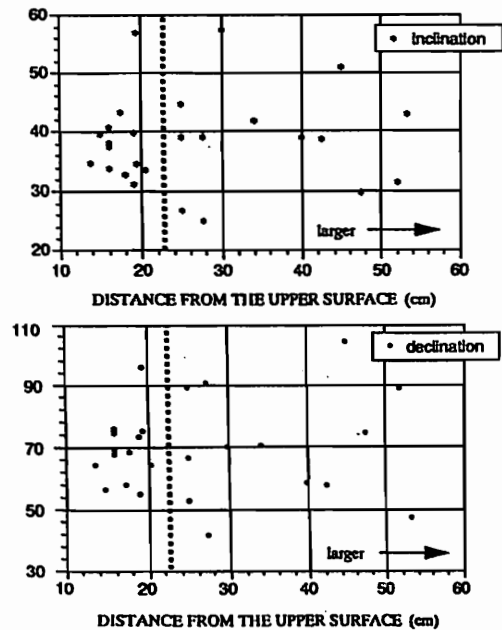 60
inclination
50
40
30
larger
20
10 20 30 40 50 60
DISTANCE FROM THE UPPER SURFACE (cm)
110
declination
90
70
50
larger
30
10 20 30 40 50 60
DISTANCE FROM THE UPPER SURFACE (cm)